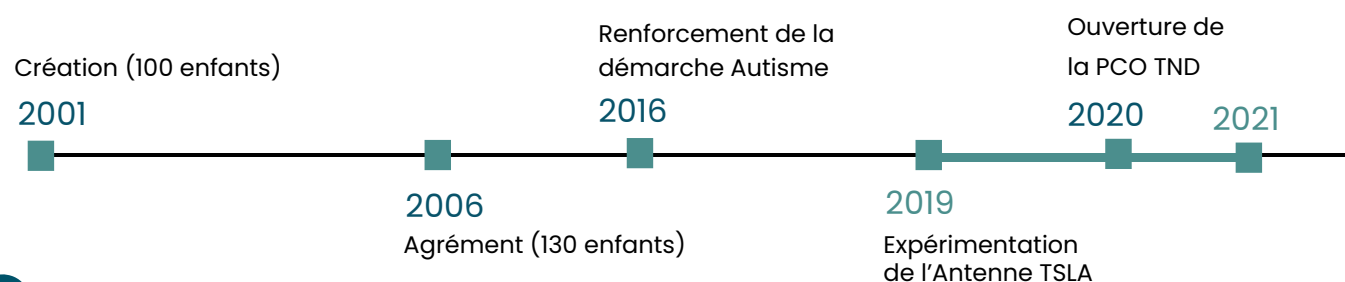 Création (100 enfants)
2001
2006
Agrément (130 enfants)
Renforcement de la
démarche Autisme
2016
2019
Expérimentation
de l'Antenne TSLA
Ouverture de
la PCO TND
2020
2021